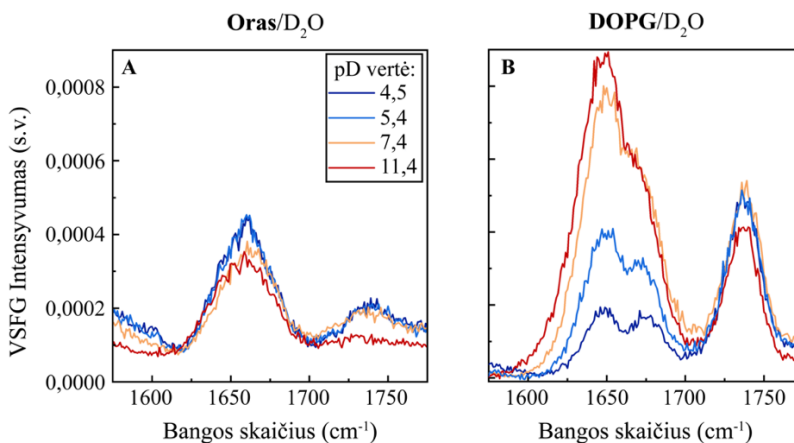 Oras/D₂O
DOPG/D₂O
A
B
pD vertė:
4,5
5,4
7,4
11,4
VSFG Intensyvumas (s.v.)
0,0008
0,0006
0,0004
0,0002
0,0000
1600 1650 1700 1750
1600 1650 1700 1750
Bangos skaičius (cm⁻¹)
Bangos skaičius (cm⁻¹)